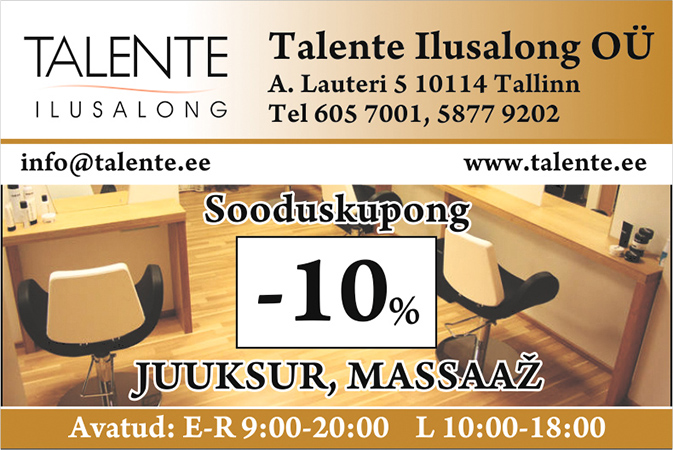 TALENTE
ILUSALONG
Talente Ilusalong OÜ
A. Lauteri 5 10114 Tallinn
Tel 605 7001, 5877 9202
info@talente.ee www.talente.ee
Sooduskupong
-10%
JUUKSUR, MASSAAŽ
Avatud: E-R 9:00-20:00 L 10:00-18:00